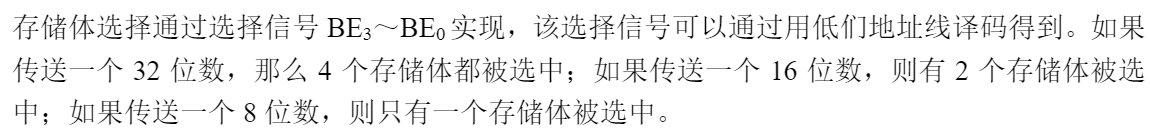 存储体选择通过选择信号 BE₃～BE₀实现，该选择信号可以通过用低们地址线译码得到。如果
传送一个 32 位数，那么 4 个存储体都被选中；如果传送一个 16 位数，则有 2 个存储体被选
中；如果传送一个 8 位数，则只有一个存储体被选中。